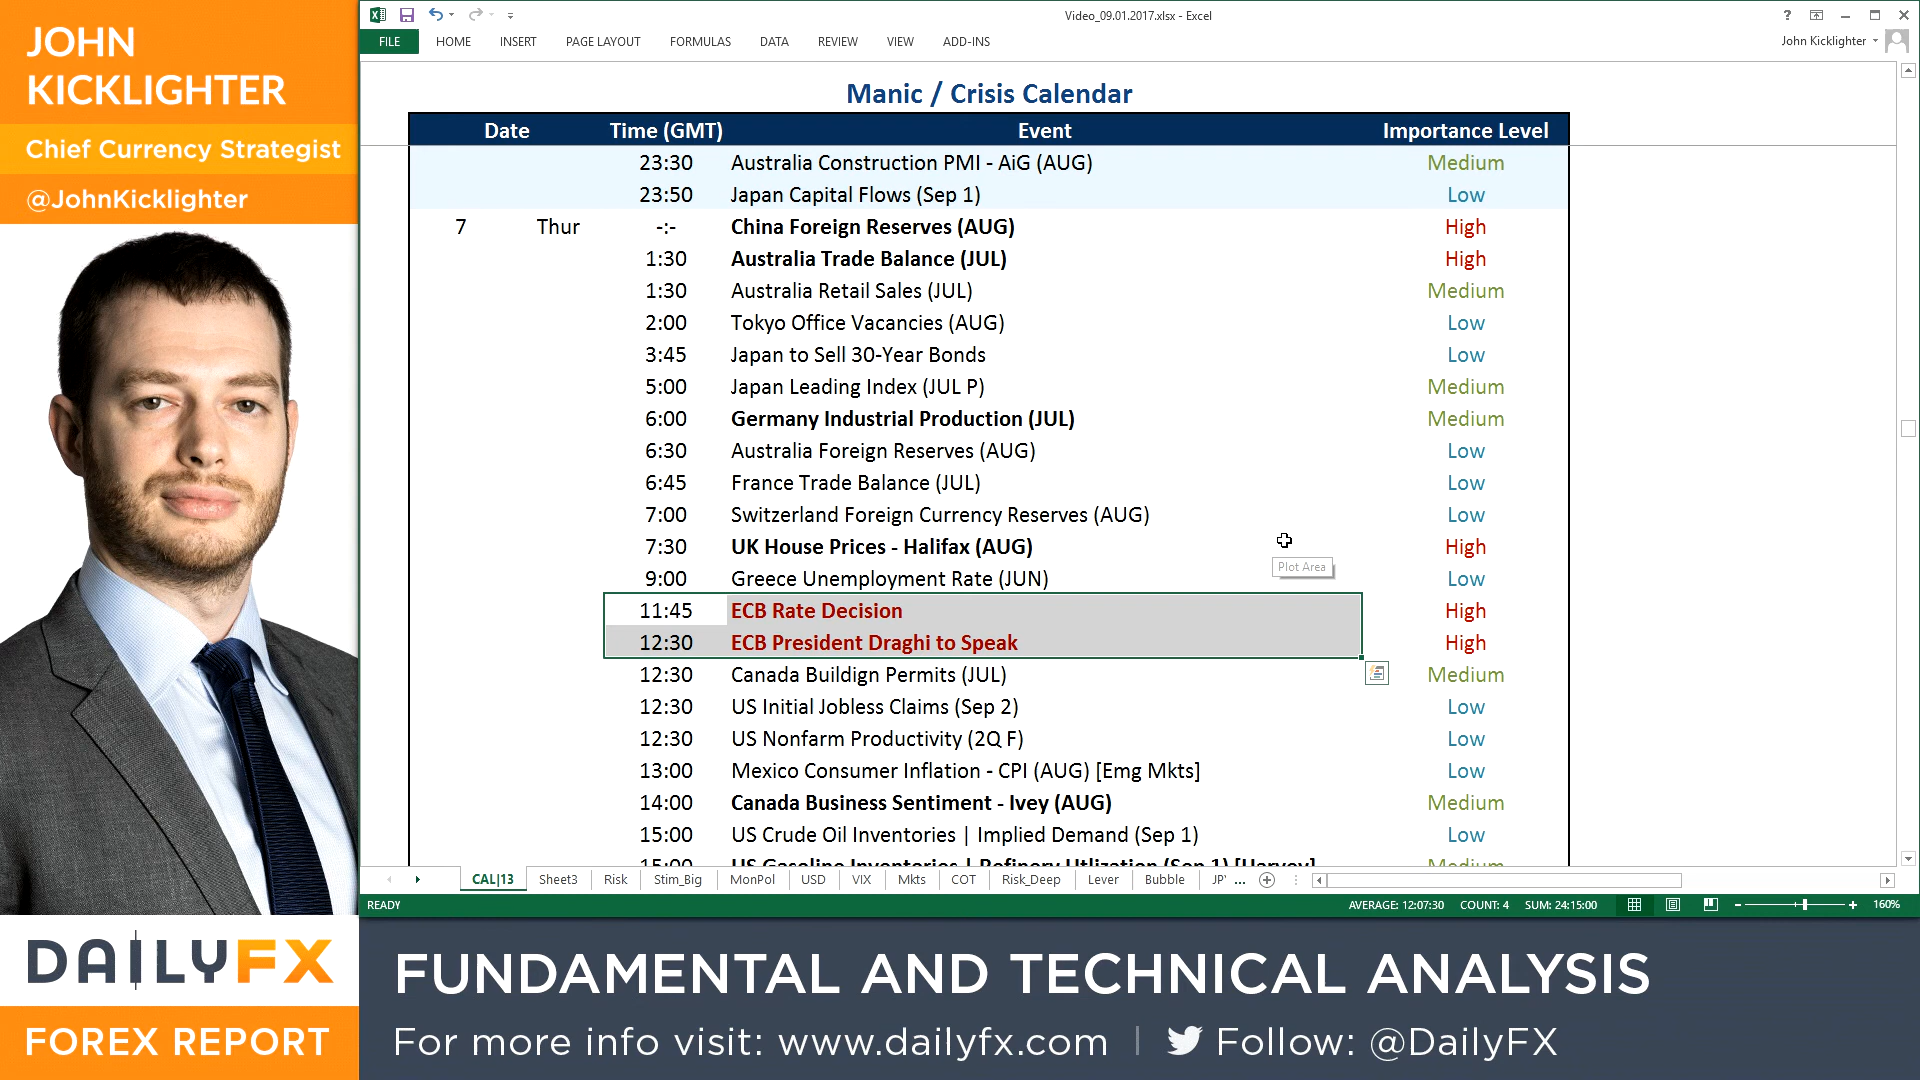 JOHN
KICKLIGHTER
Chief Currency Strategist
@JohnKicklighter
Video_09.01.2017.xlsx - Excel
FILE HOME INSERT PAGE LAYOUT FORMULAS DATA REVIEW VIEW ADD-INS
John Kicklighter
Manic / Crisis Calendar
Date Time (GMT) Event Importance Level
23:30 Australia Construction PMI - AiG (AUG) Medium
23:50 Japan Capital Flows (Sep 1) Low
7 Thur -:- China Foreign Reserves (AUG) High
1:30 Australia Trade Balance (JUL) High
1:30 Australia Retail Sales (JUL) Medium
2:00 Tokyo Office Vacancies (AUG) Low
3:45 Japan to Sell 30-Year Bonds Low
5:00 Japan Leading Index (JUL P) Medium
6:00 Germany Industrial Production (JUL) Medium
6:30 Australia Foreign Reserves (AUG) Low
6:45 France Trade Balance (JUL) Low
7:00 Switzerland Foreign Currency Reserves (AUG) Low
7:30 UK House Prices - Halifax (AUG) High
Plot Area
9:00 Greece Unemployment Rate (JUN) Low
11:45 ECB Rate Decision High
12:30 ECB President Draghi to Speak High
12:30 Canada Buildign Permits (JUL) Medium
12:30 US Initial Jobless Claims (Sep 2) Low
12:30 US Nonfarm Productivity (2Q F) Low
13:00 Mexico Consumer Inflation - CPI (AUG) [Emg Mkts] Low
14:00 Canada Business Sentiment - Ivey (AUG) Medium
15:00 US Crude Oil Inventories | Implied Demand (Sep 1) Low
15:00 US Gasoline Inventories | Refinery Utlization (Sep 1) [Harvey] Medium
CAL|13 Sheet3 Risk Stim_Big MonPol USD VIX Mkts COT Risk_Deep Lever Bubble JP' ...
READY AVERAGE: 12:07:30 COUNT: 4 SUM: 24:15:00 160%
DAILYFX
FOREX REPORT
FUNDAMENTAL AND TECHNICAL ANALYSIS
For more info visit: www.dailyfx.com | Follow: @DailyFX